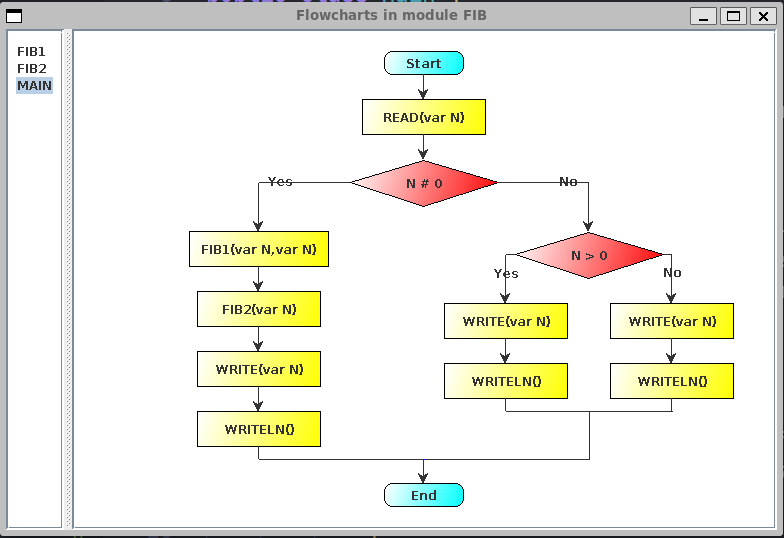 Flowcharts in module FIB
FIB1
FIB2
MAIN
Start
READ(var N)
N # 0
Yes
No
FIB1(var N,var N)
N > 0
Yes
No
FIB2(var N)
WRITE(var N)
WRITE(var N)
WRITE(var N)
WRITELN()
WRITELN()
WRITELN()
End